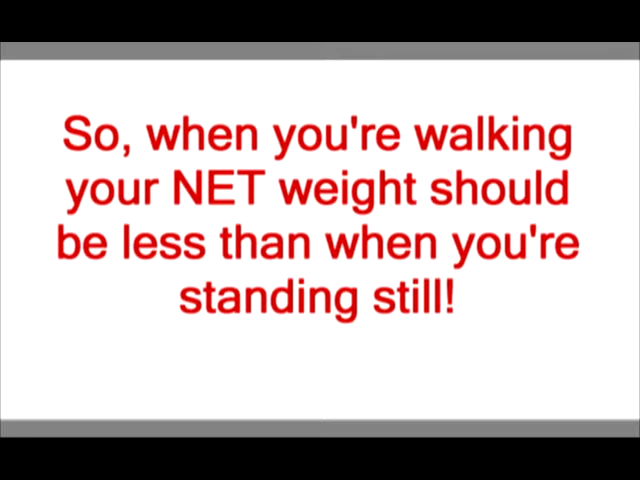 So, when you're walking
your NET weight should
be less than when you're
standing still!